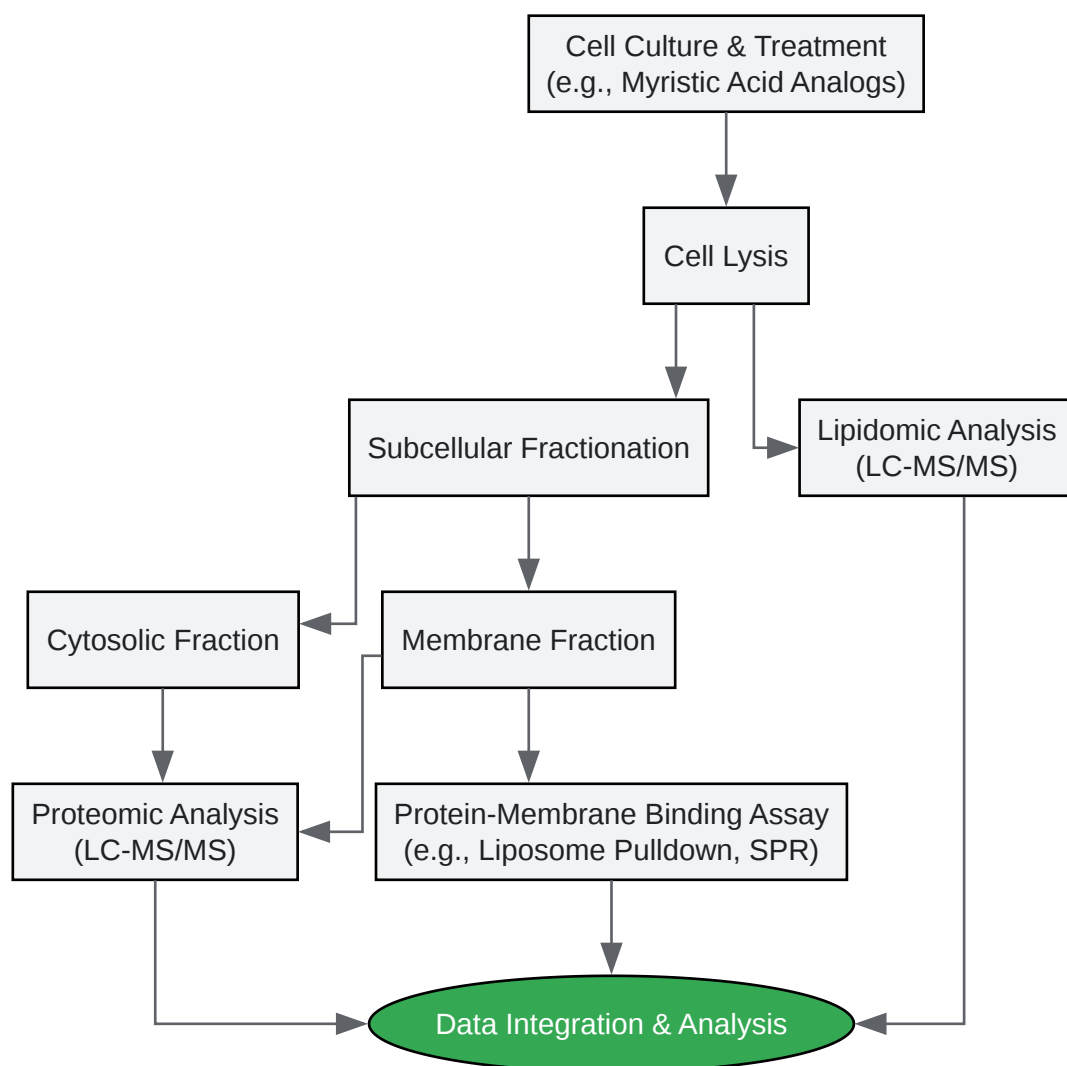 Cell Culture & Treatment
(e.g., Myristic Acid Analogs)
Cell Lysis
Subcellular Fractionation
Lipidomic Analysis
(LC-MS/MS)
Cytosolic Fraction
Membrane Fraction
Proteomic Analysis
(LC-MS/MS)
Protein-Membrane Binding Assay
(e.g., Liposome Pulldown, SPR)
Data Integration & Analysis